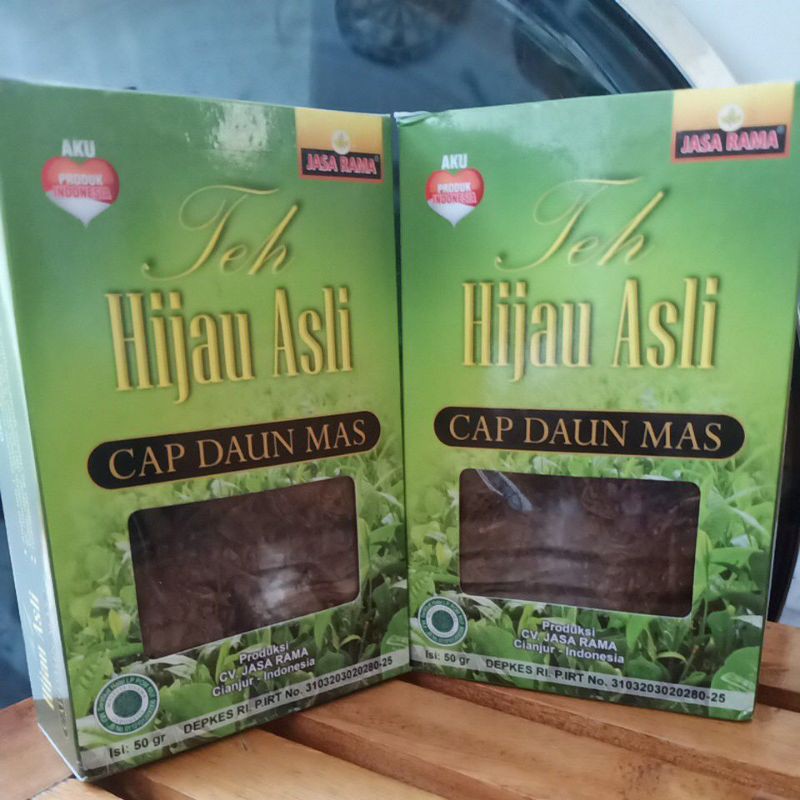 AKU
PRODUK
INDONESIA
JASA RAMA®
Teh
Hijau Asli
CAP DAUN MAS
Produksi
CV. JASA RAMA
Cianjur - Indonesia
Isi: 50 gr DEPKES RI. P.IRT No. 3103203020280-25
Hijau Asli
AKU
PRODUK
INDONESIA
JASA RAMA®
Teh
Hijau Asli
CAP DAUN MAS
Produksi
CV. JASA RAMA
Cianjur - Indonesia
Isi: 50 gr DEPKES RI. P.IRT No. 3103203020280-25